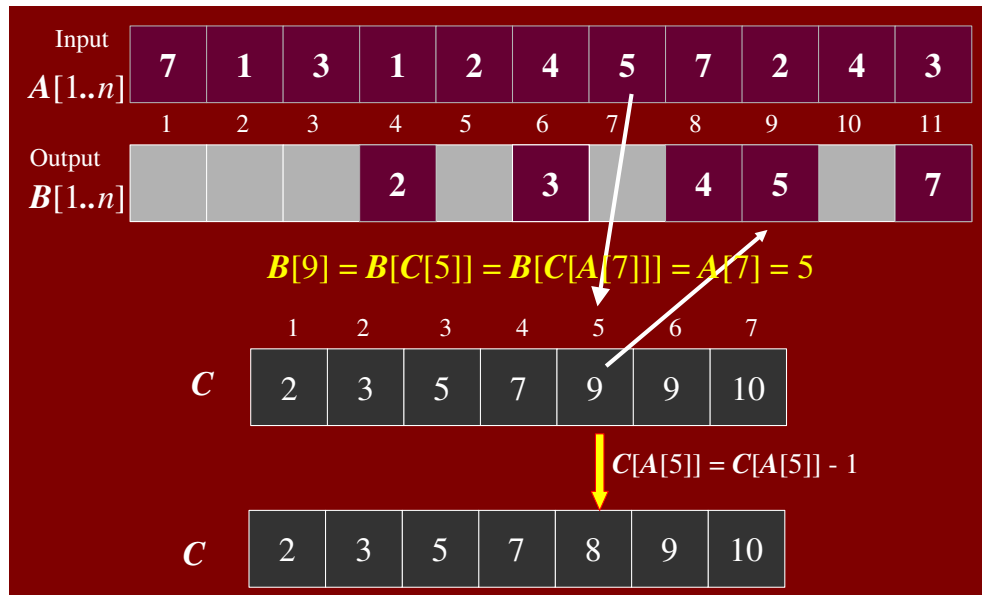 Input
A[1..n] 7 1 3 1 2 4 5 7 2 4 3
1 2 3 4 5 6 7 8 9 10 11
Output
B[1..n] 2 3 4 5 7
B[9] = B[C[5]] = B[C[A[7]]] = A[7] = 5
1 2 3 4 5 6 7
C 2 3 5 7 9 9 10
C[A[5]] = C[A[5]] - 1
C 2 3 5 7 8 9 10